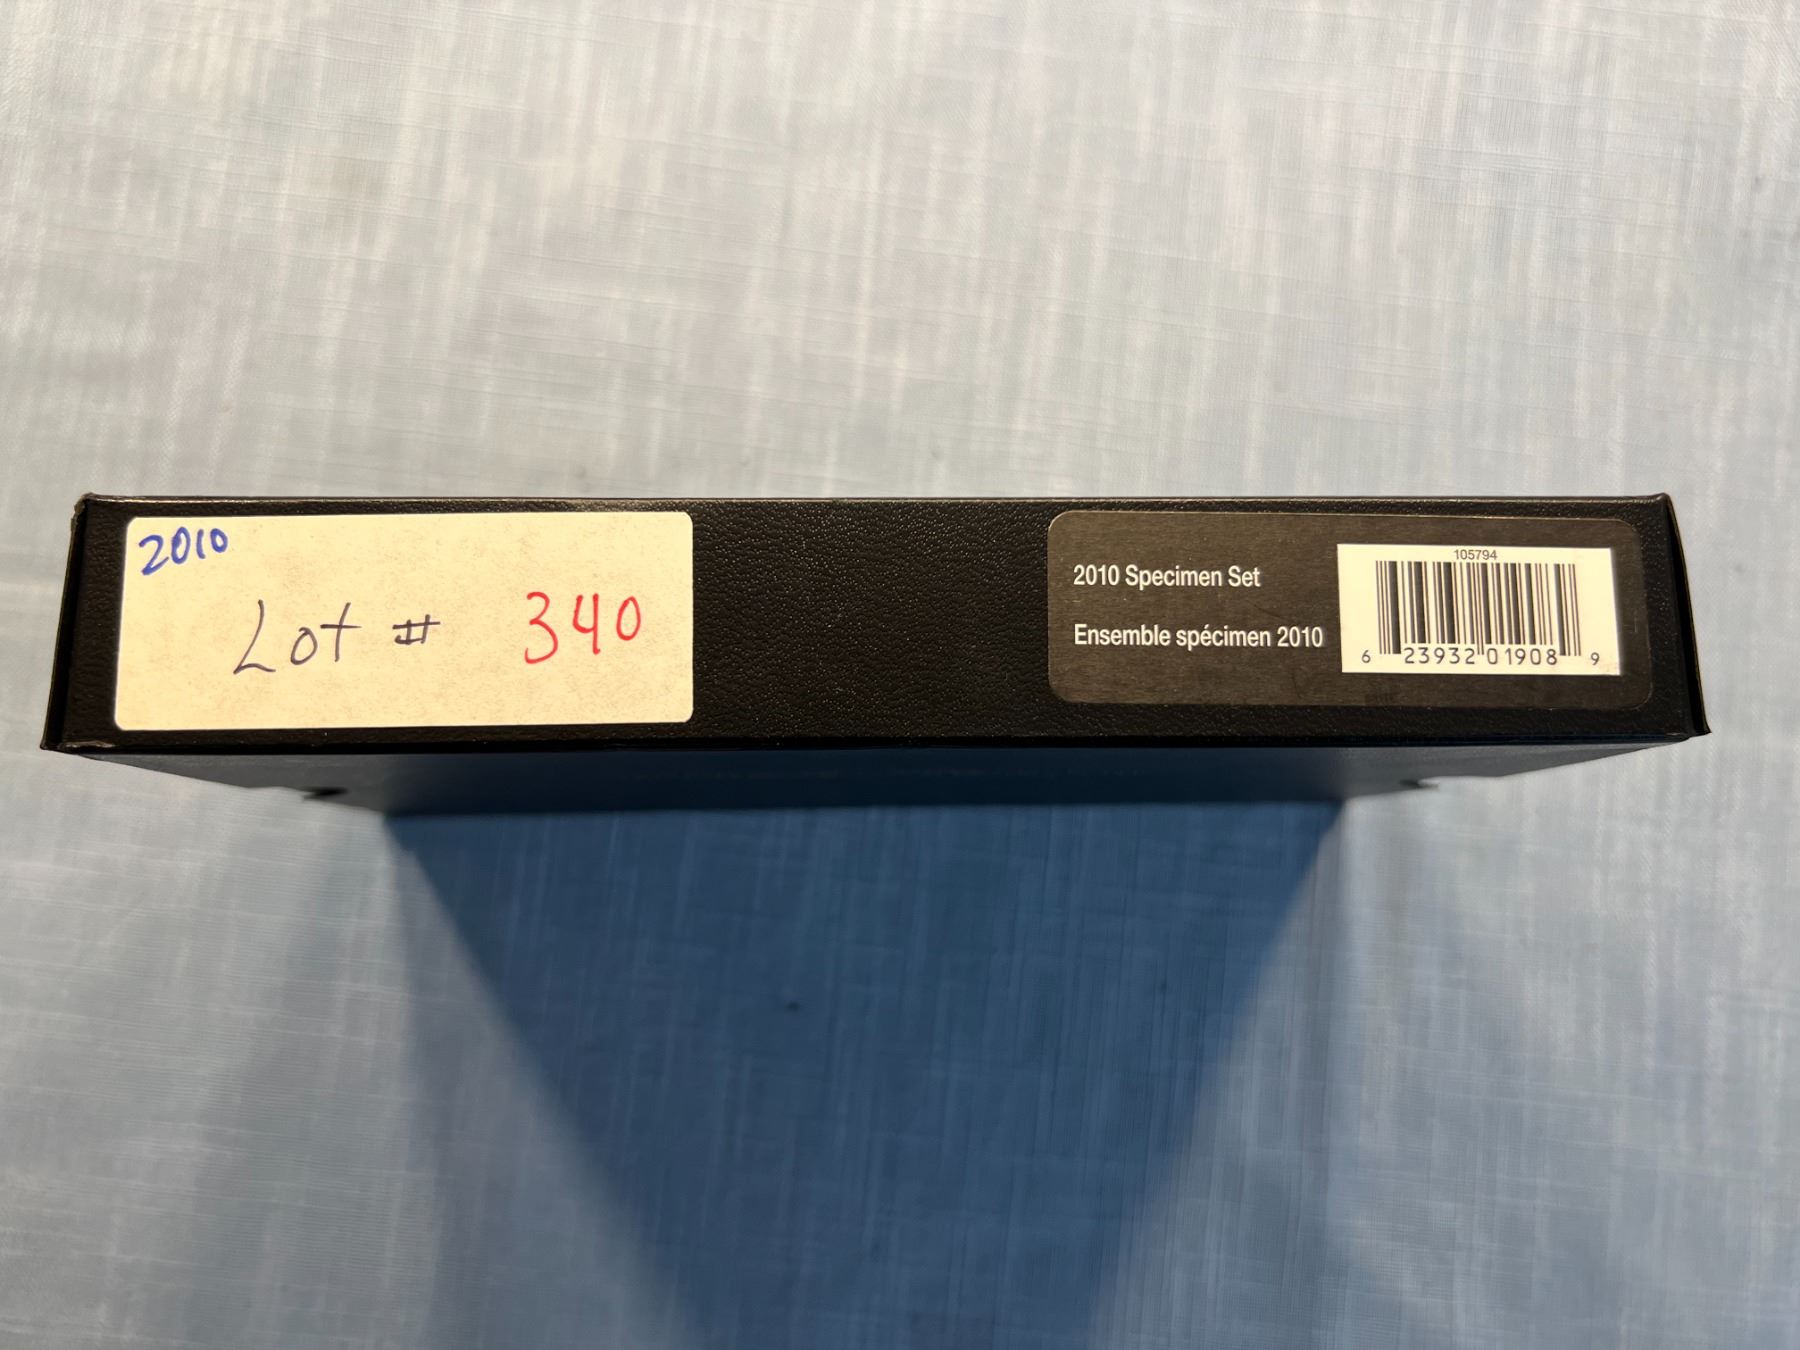 2010
Lot # 340
2010 Specimen Set
Ensemble spécimen 2010
105794
6 23932 01908 9